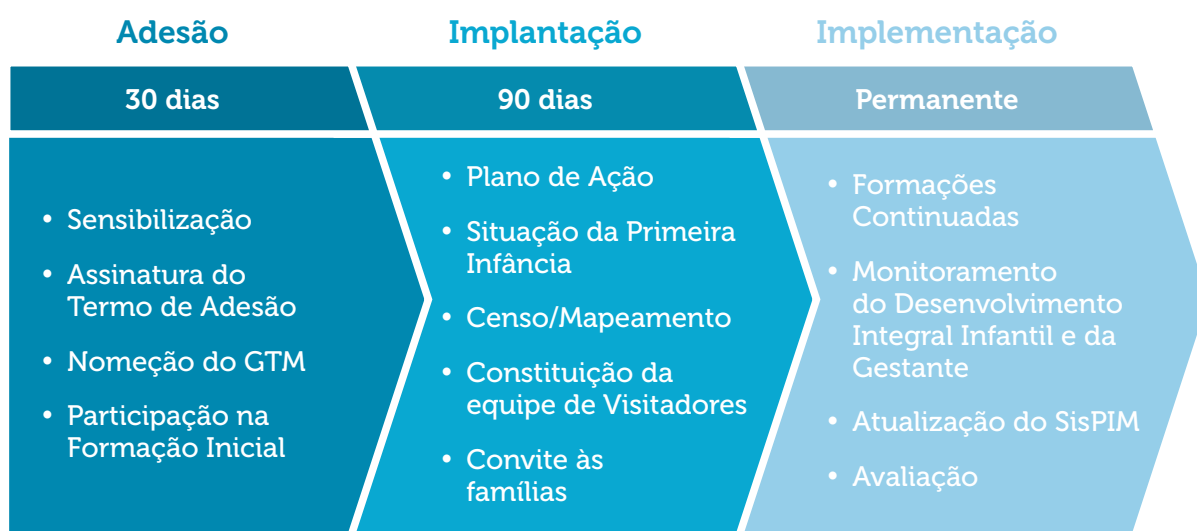 Adesão
30 dias
• Sensibilização
• Assinatura do
Termo de Adesão
• Nomeção do GTM
• Participação na
Formação Inicial
Implantação
90 dias
• Plano de Ação
• Situação da Primeira
Infância
• Censo/Mapeamento
• Constituição da
equipe de Visitadores
• Convite às
famílias
Implementação
Permanente
• Formações
Continuadas
• Monitoramento
do Desenvolvimento
Integral Infantil e da
Gestante
• Atualização do SisPIM
• Avaliação